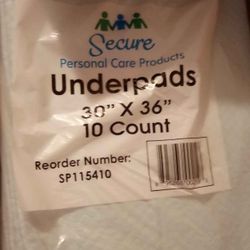 Secure
Personal Care Products
Underpads
30" X 36"
10 Count
Reorder Number:
SP115410